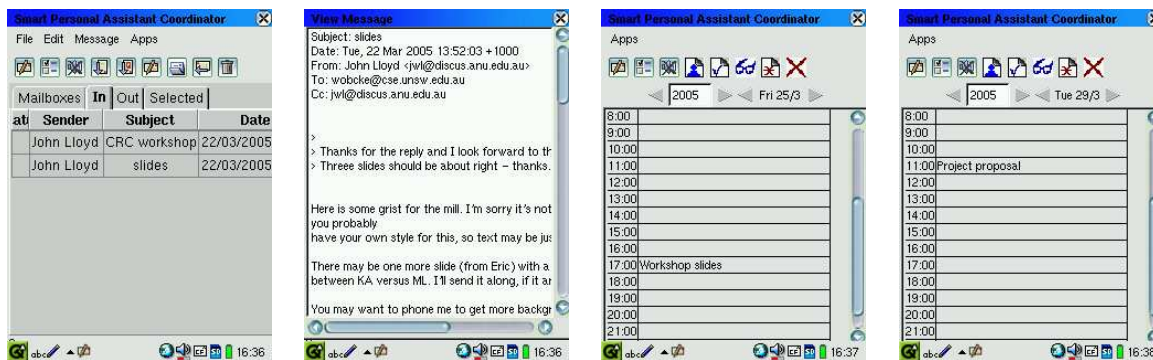 Smart Personal Assistant Coordinator
File Edit Message Apps
Mailboxes In Out Selected
Sender Subject Date
John Lloyd CRC workshop 22/03/2005
John Lloyd slides 22/03/2005
abc 16:36
View Message
Subject: slides
Date: Tue, 22 Mar 2005 13:52:03 +1000
From: John Lloyd <jwl@discus.anu.edu.au>
To: wobcke@cse.unsw.edu.au
Cc: jwl@discus.anu.edu.au
>
> Thanks for the reply and I look forward to th
> Threee slides should be about right – thanks.
Here is some grist for the mill. I'm sorry it's not
you probably
have your own style for this, so text may be jus
There may be one more slide (from Eric) with a
between KA versus ML. I'll send it along, if it ar
You may want to phone me to get more backgr
abc 16:36
Smart Personal Assistant Coordinator
Apps
2005 Fri 25/3
8:00
9:00
10:00
11:00
12:00
13:00
14:00
15:00
16:00
17:00 Workshop slides
18:00
19:00
20:00
21:00
abc 16:37
Smart Personal Assistant Coordinator
Apps
2005 Tue 29/3
8:00
9:00
10:00
11:00 Project proposal
12:00
13:00
14:00
15:00
16:00
17:00
18:00
19:00
20:00
21:00
abc 16:38